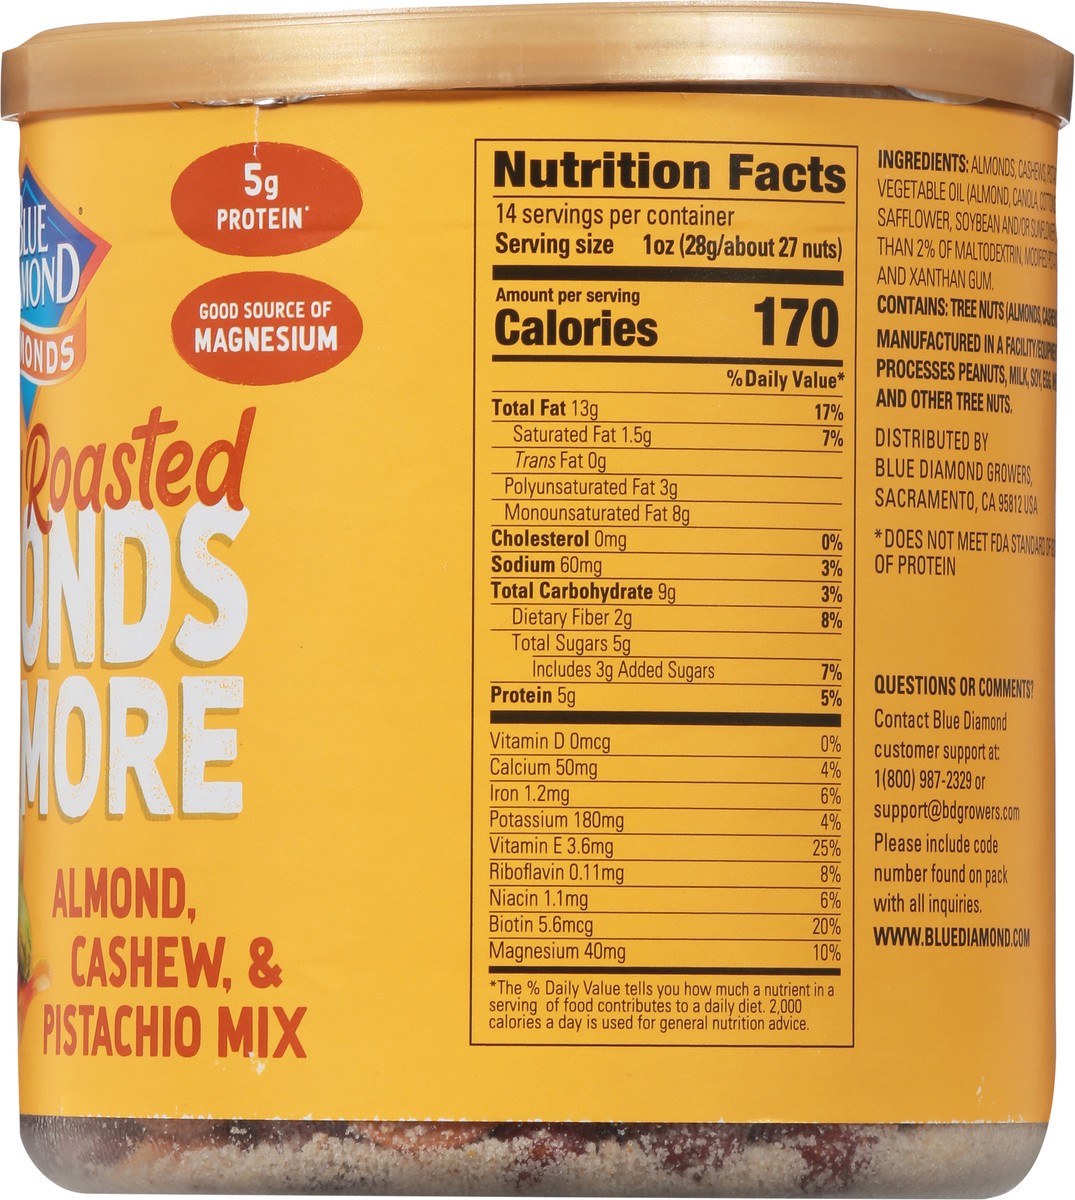 5g
PROTEIN*
GOOD SOURCE OF
MAGNESIUM
BLUE
DIAMOND
Roasted
ONDS
MORE
ALMOND,
CASHEW, &
PISTACHIO MIX
Nutrition Facts
14 servings per container
Serving size 1oz (28g/about 27 nuts)
Amount per serving
Calories 170
% Daily Value*
Total Fat 13g 17%
Saturated Fat 1.5g 7%
Trans Fat 0g
Polyunsaturated Fat 3g
Monounsaturated Fat 8g
Cholesterol 0mg 0%
Sodium 60mg 3%
Total Carbohydrate 9g 3%
Dietary Fiber 2g 8%
Total Sugars 5g
Includes 3g Added Sugars 7%
Protein 5g 5%
Vitamin D 0mcg 0%
Calcium 50mg 4%
Iron 1.2mg 6%
Potassium 180mg 4%
Vitamin E 3.6mg 25%
Riboflavin 0.11mg 8%
Niacin 1.1mg 6%
Biotin 5.6mcg 20%
Magnesium 40mg 10%
*The % Daily Value tells you how much a nutrient in a
serving of food contributes to a daily diet. 2,000
calories a day is used for general nutrition advice.
INGREDIENTS: ALMONDS, CASHEWS,
VEGETABLE OIL (ALMOND, CANOLA,
SAFFLOWER, SOYBEAN AND/OR
THAN 2% OF MALTODEXTRIN, MODIFIED
AND XANTHAN GUM.
CONTAINS: TREE NUTS (ALMONDS,
MANUFACTURED IN A
PROCESSES PEANUTS, MILK, SOY, EGG,
AND OTHER TREE NUTS.
DISTRIBUTED BY
BLUE DIAMOND GROWERS,
SACRAMENTO, CA 95812 USA
*DOES NOT MEET FDA STANDARD
OF PROTEIN
QUESTIONS OR COMMENTS?
Contact Blue Diamond
customer support at:
1(800) 987-2329 or
support@bdgrowers.com
Please include code
number found on pack
with all inquiries.
WWW.BLUEDIAMOND.COM